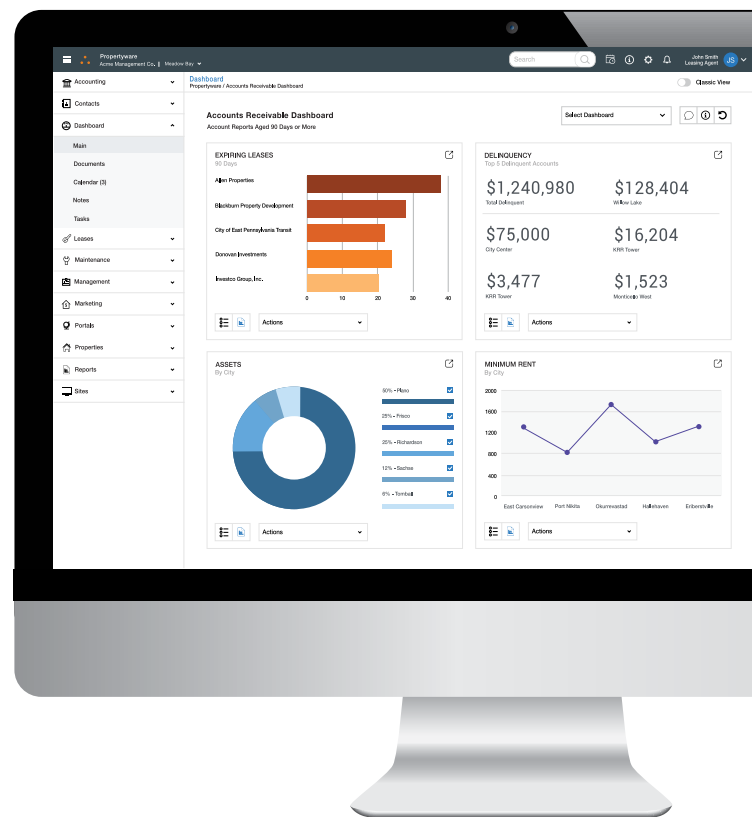 Propertyware
Acme Management Co. | Meadow Bay
Search
John Smith
Leasing Agent
JS
Accounting
Contacts
Dashboard
Main
Documents
Calendar (3)
Notes
Tasks
Leases
Maintenance
Management
Marketing
Portals
Properties
Reports
Sites
Dashboard
Propertyware / Accounts Receivable Dashboard
Classic View
Accounts Receivable Dashboard
Account Reports Aged 90 Days or More
Select Dashboard
EXPIRING LEASES
90 Days
Allen Properties
Blackburn Property Development
City of East Pennsylvania Transit
Donovan Investments
Investco Group, Inc.
0 10 20 30 40
Actions
DELINQUENCY
Top 5 Delinquent Accounts
$1,240,980 $128,404
Total Delinquent Willow Lake
$75,000 $16,204
City Center KRR Tower
$3,477 $1,523
KRR Tower Monticello West
Actions
ASSETS
By City
50% - Plano
25% - Frisco
25% - Richardson
12% - Sachse
6% - Tomball
Actions
MINIMUM RENT
By City
2000
1600
1200
800
400
0
East Carsonview Port Nikita Okurrevastad Hallehaven Eriberstville
Actions